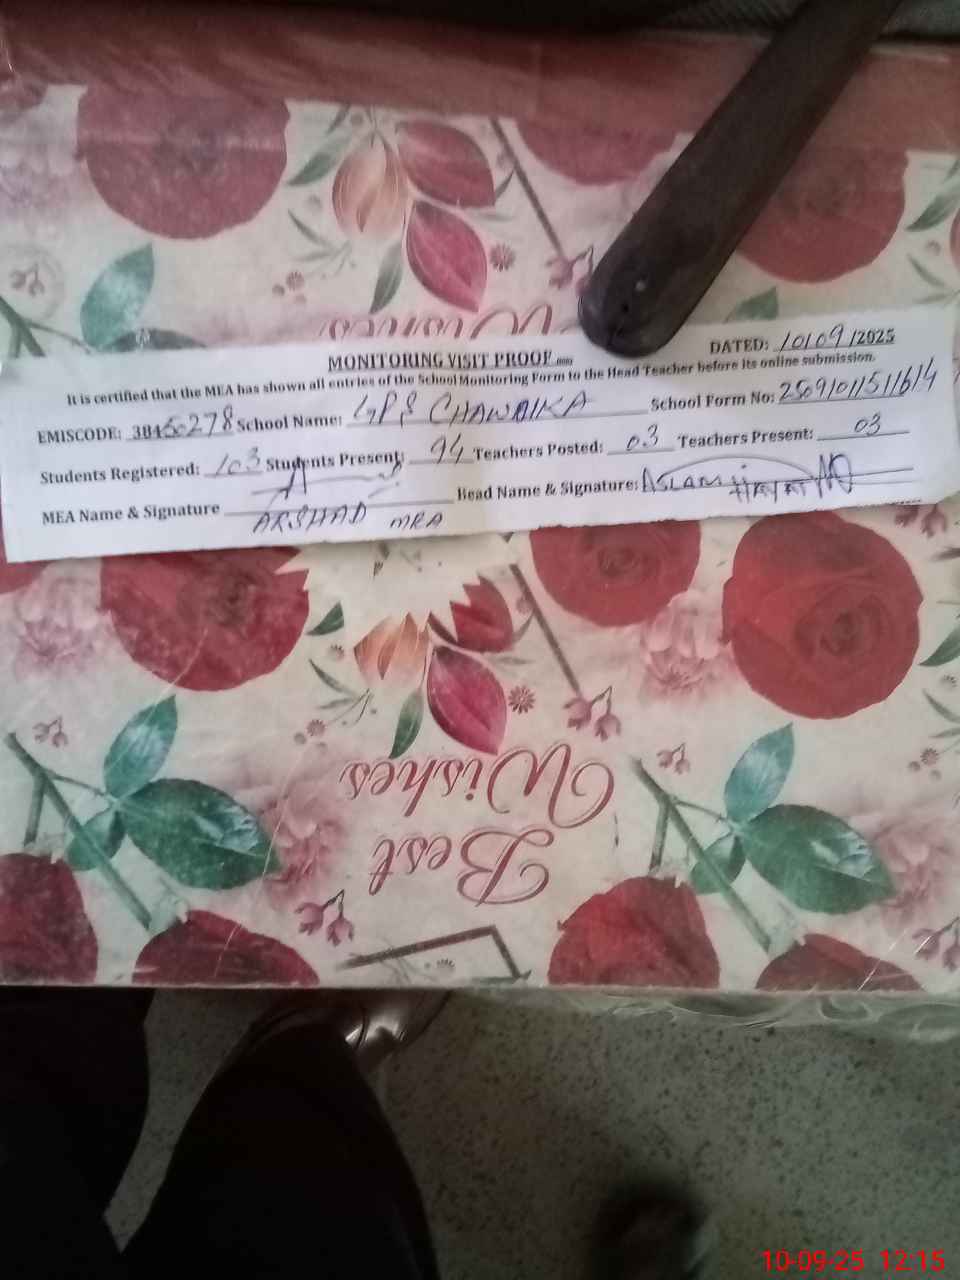 MONITORING VISIT PROOF
DATED: 10/09/2025
It is certified that the MEA has shown all entries of the School Monitoring Form to the Head Teacher before its online submission.
EMISCODE: 38450278 School Name: GPS CHAWAIKA School Form No:
Students Registered: 103 Students Present: 94 Teachers Posted: 03 Teachers Present: 03
MEA Name & Signature ARSHAD MEA Head Name & Signature: ASLAM HAYAT
Wishes
Best
Wishes
10-09-25 12:15